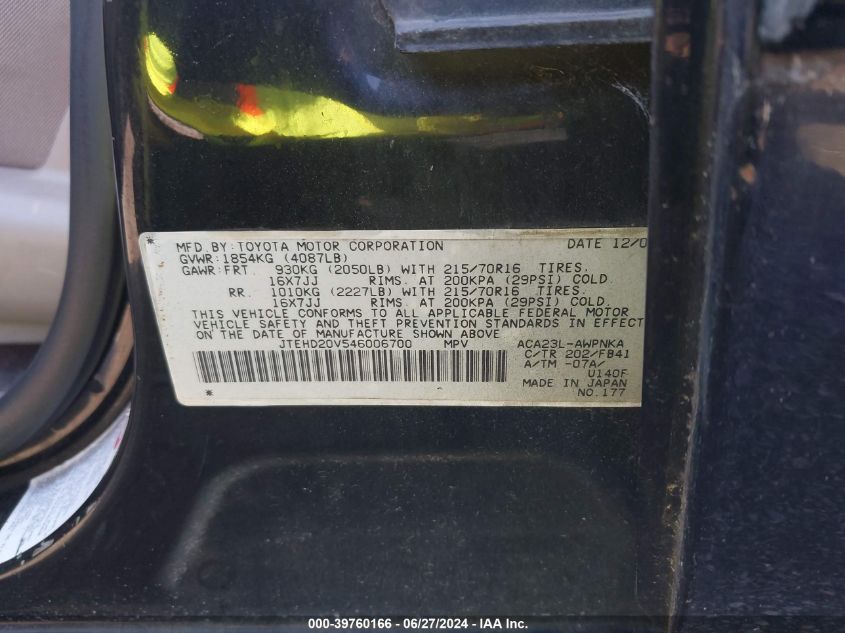 MFD.BY:TOYOTA MOTOR CORPORATION DATE 12/0
GVWR:1854KG (4087LB)
GAWR:FRT. 930KG (2050LB) WITH 215/70R16 TIRES.
16X7JJ RIMS. AT 200KPA (29PSI) COLD.
RR. 1010KG (2227LB) WITH 215/70R16 TIRES.
16X7JJ RIMS. AT 200KPA (29PSI) COLD.
THIS VEHICLE CONFORMS TO ALL APPLICABLE FEDERAL MOTOR
VEHICLE SAFETY AND THEFT PREVENTION STANDARDS IN EFFECT
ON THE DATE OF MANUFACTURE SHOWN ABOVE
JTEHD20V546006700 MPV ACA23L-AWPNKA
C/TR 202/FB41
A/TM -07A/
U140F
MADE IN JAPAN
NO.177
000-39760166 - 06/27/2024 - IAA Inc.